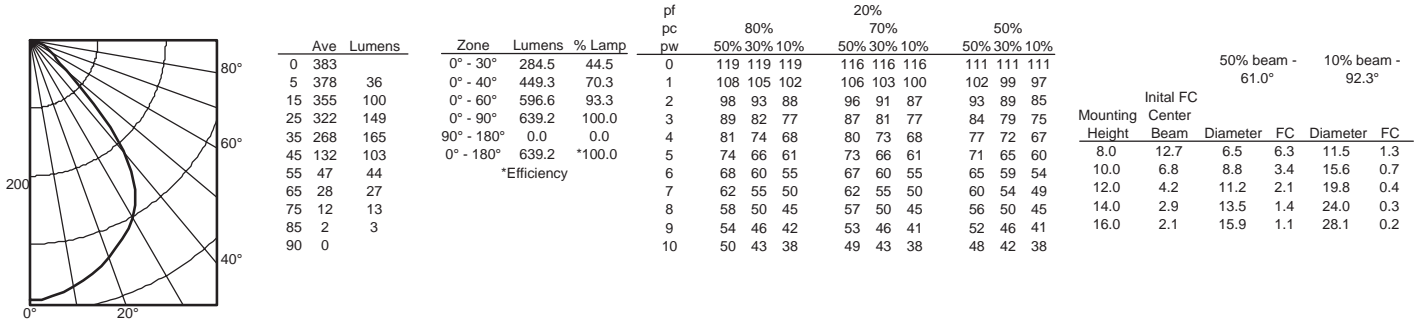 80°
60°
40°
200
0° 20°
Ave Lumens
0 383
5 378 36
15 355 100
25 322 149
35 268 165
45 132 103
55 47 44
65 28 27
75 12 13
85 2 3
90 0
Zone Lumens % Lamp
0° - 30° 284.5 44.5
0° - 40° 449.3 70.3
0° - 60° 596.6 93.3
0° - 90° 639.2 100.0
90° - 180° 0.0 0.0
0° - 180° 639.2 *100.0
*Efficiency
pf 20%
pc 80% 70% 50%
pw 50% 30% 10% 50% 30% 10% 50% 30% 10%
0 119 119 119 116 116 116 111 111 111
1 108 105 102 106 103 100 102 99 97
2 98 93 88 96 91 87 93 89 85
3 89 82 77 87 81 77 84 79 75
4 81 74 68 80 73 68 77 72 67
5 74 66 61 73 66 61 71 65 60
6 68 60 55 67 60 55 65 59 54
7 62 55 50 62 55 50 60 54 49
8 58 50 45 57 50 45 56 50 45
9 54 46 42 53 46 41 52 46 41
10 50 43 38 49 43 38 48 42 38
50% beam - 10% beam -
61.0° 92.3°
Inital FC
Mounting Center
Height Beam Diameter FC Diameter FC
8.0 12.7 6.5 6.3 11.5 1.3
10.0 6.8 8.8 3.4 15.6 0.7
12.0 4.2 11.2 2.1 19.8 0.4
14.0 2.9 13.5 1.4 24.0 0.3
16.0 2.1 15.9 1.1 28.1 0.2